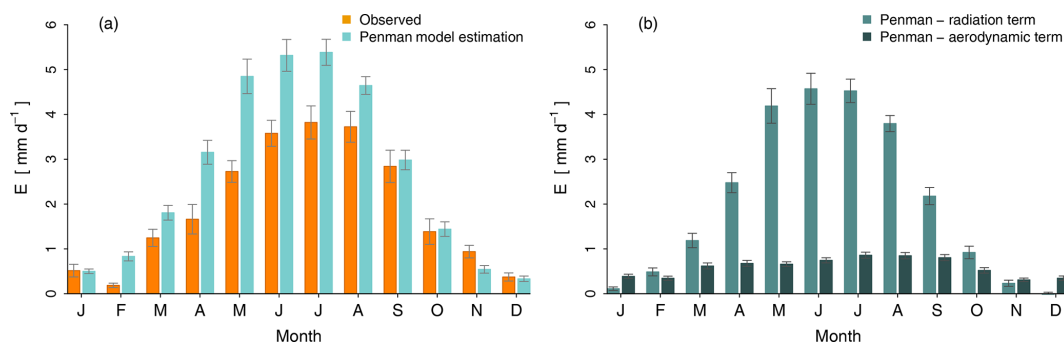 (a)
Observed
Penman model estimation
E [ mm d⁻¹ ]
6
5
4
3
2
1
0
J F M A M J J A S O N D
Month
(b)
Penman − radiation term
Penman − aerodynamic term
E [ mm d⁻¹ ]
6
5
4
3
2
1
0
J F M A M J J A S O N D
Month